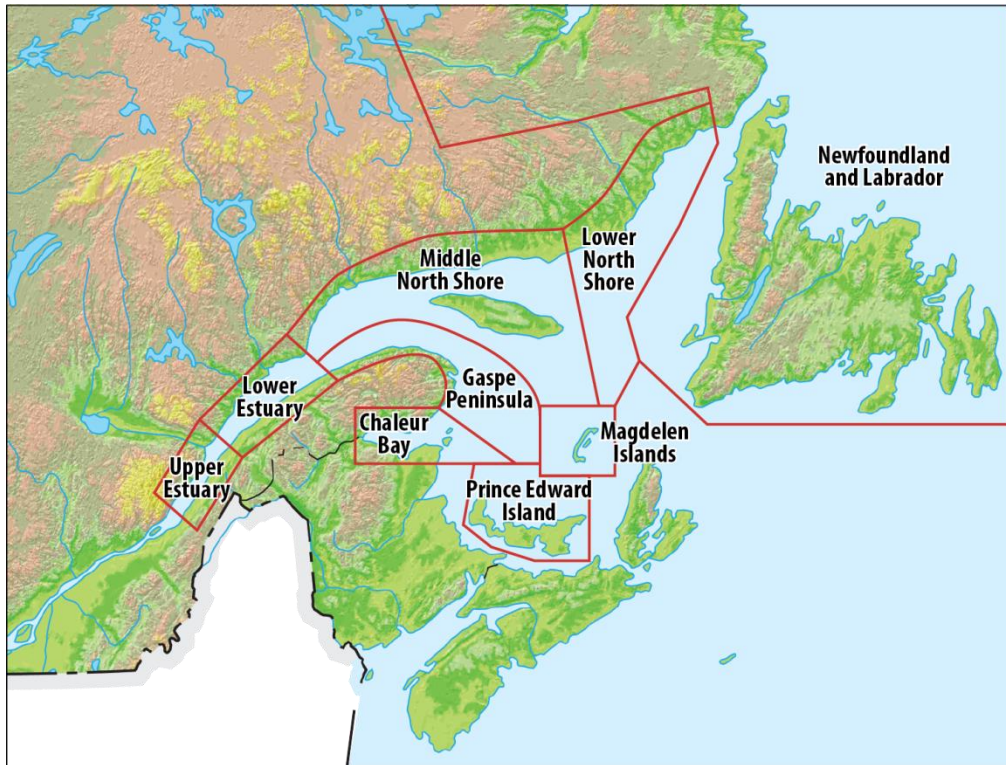 Newfoundland
and Labrador
Lower
North
Shore
Middle
North Shore
Lower
Estuary
Gaspe
Peninsula
Chaleur
Bay
Magdelen
Islands
Upper
Estuary
Prince Edward
Island